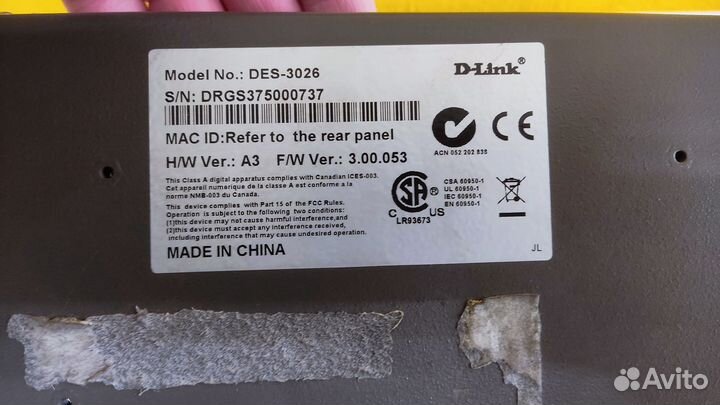 Model No.: DES-3026
D-Link®
S/N: DRGS375000737
MAC ID:Refer to the rear panel
H/W Ver.: A3 F/W Ver.: 3.00.053
ACN 052 202 838
CE
This Class A digital apparatus complies with Canadian ICES-003.
Cet appareil numérique de la classe A est conforme a la
norme NMB-003 du Canada.
This device complies with Part 15 of the FCC Rules.
Operation is subject to the following two conditions:
(1)this device may not cause harmful interference,and
(2)this device must accept any interference received,
including interference that may cause undesired operation.
SA®
C US
LR93673
CSA 60950-1
UL 60950-1
IEC 60950-1
EN 60950-1
MADE IN CHINA
JL
Avito